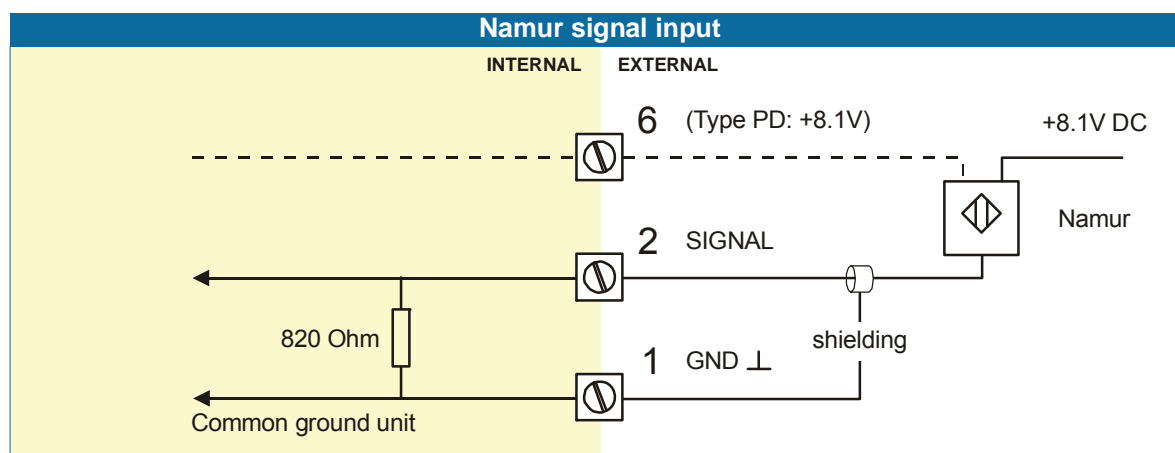 Namur signal input
INTERNAL EXTERNAL
6 (Type PD: +8.1V) +8.1V DC
Namur
2 SIGNAL
820 Ohm
shielding
1 GND ⊥
Common ground unit